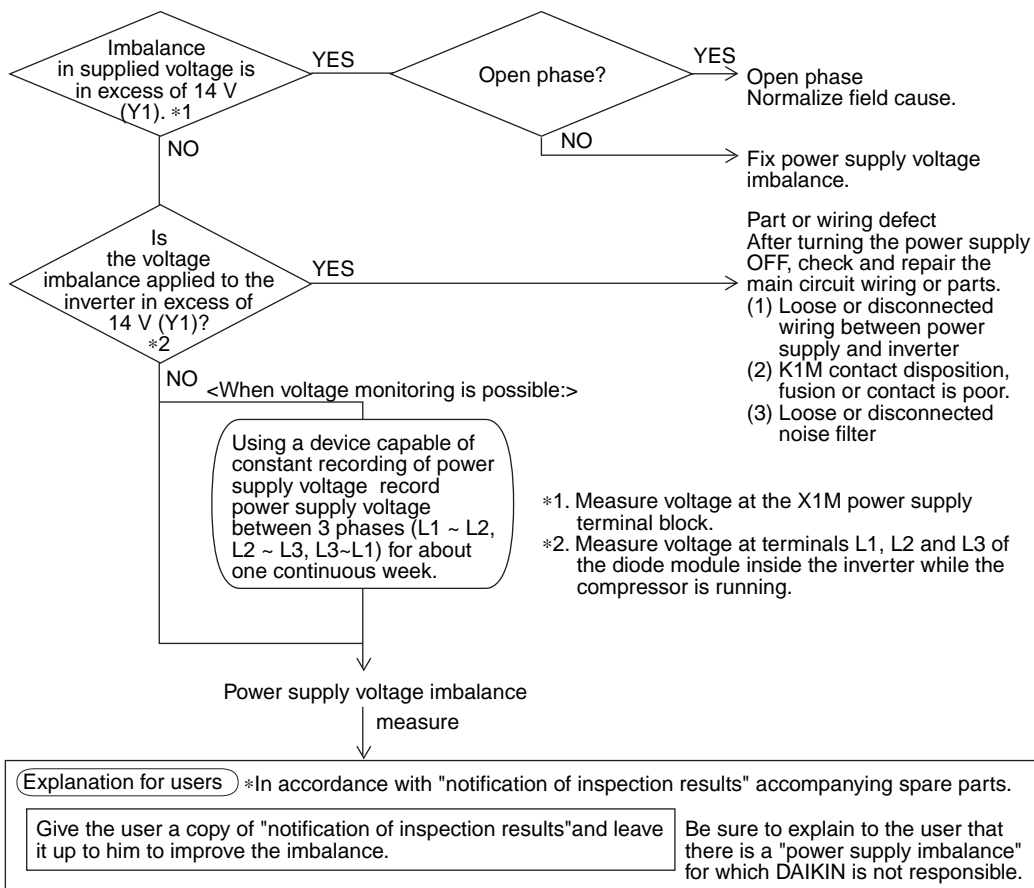 Imbalance
in supplied voltage is
in excess of 14 V
(Y1). *1
YES
Open phase?
YES
Open phase
Normalize field cause.
NO
NO
Fix power supply voltage
imbalance.
Is
the voltage
imbalance applied to the
inverter in excess of
14 V (Y1)?
*2
YES
Part or wiring defect
After turning the power supply
OFF, check and repair the
main circuit wiring or parts.
(1) Loose or disconnected
wiring between power
supply and inverter
(2) K1M contact disposition,
fusion or contact is poor.
(3) Loose or disconnected
noise filter
NO
<When voltage monitoring is possible:>
Using a device capable of
constant recording of power
supply voltage record
power supply voltage
between 3 phases (L1 ~ L2,
L2 ~ L3, L3~L1) for about
one continuous week.
*1. Measure voltage at the X1M power supply
terminal block.
*2. Measure voltage at terminals L1, L2 and L3 of
the diode module inside the inverter while the
compressor is running.
Power supply voltage imbalance
measure
Explanation for users *In accordance with "notification of inspection results" accompanying spare parts.
Give the user a copy of "notification of inspection results"and leave
it up to him to improve the imbalance.
Be sure to explain to the user that
there is a "power supply imbalance"
for which DAIKIN is not responsible.